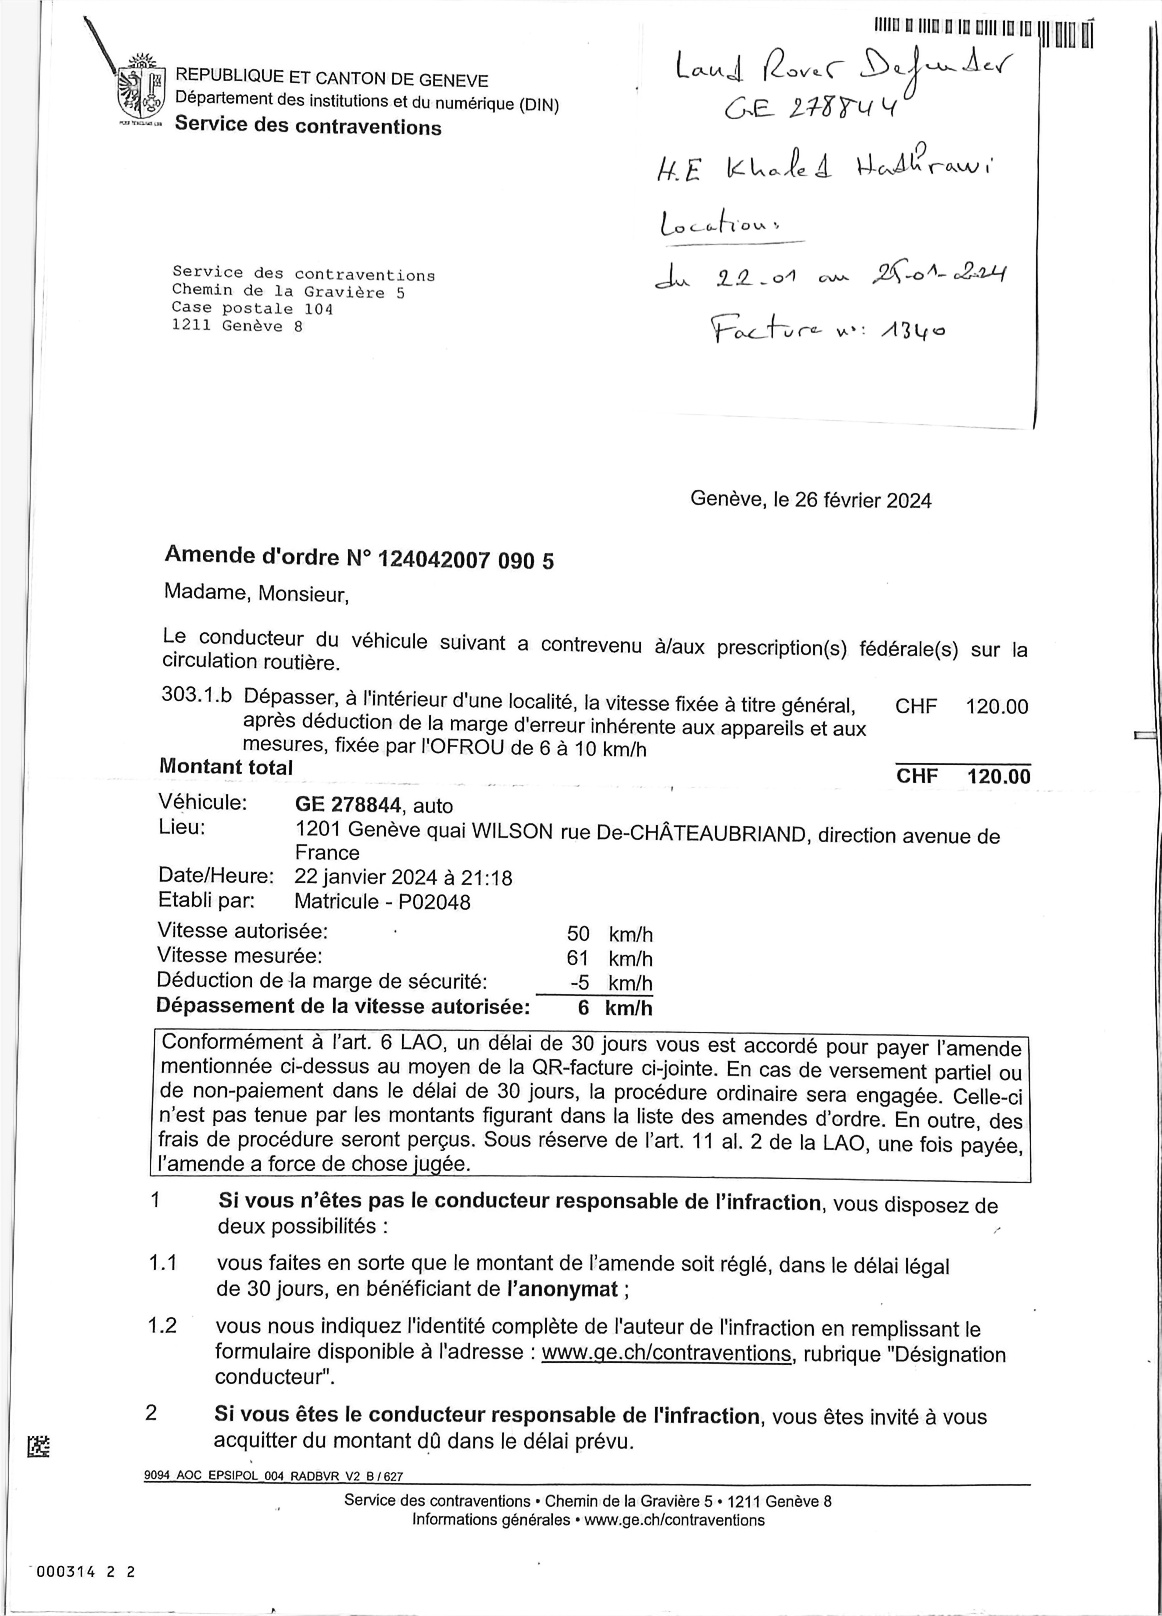 REPUBLIQUE ET CANTON DE GENEVE
Département des institutions et du numérique (DIN)
Service des contraventions
Land Rover Defender
GE 278844
H.E Khaled
Location:
du 22-01 au 25-01-224
Facture n°: 1340
Service des contraventions
Chemin de la Gravière 5
Case postale 104
1211 Genève 8
Genève, le 26 février 2024
Amende d'ordre N° 124042007 090 5
Madame, Monsieur,
Le conducteur du véhicule suivant a contrevenu à/aux prescription(s) fédérale(s) sur la
circulation routière.
303.1.b Dépasser, à l'intérieur d'une localité, la vitesse fixée à titre général, CHF 120.00
après déduction de la marge d'erreur inhérente aux appareils et aux
mesures, fixée par l'OFROU de 6 à 10 km/h
Montant total CHF 120.00
Véhicule: GE 278844, auto
Lieu: 1201 Genève quai WILSON rue De-CHÂTEAUBRIAND, direction avenue de
France
Date/Heure: 22 janvier 2024 à 21:18
Etabli par: Matricule - P02048
Vitesse autorisée: 50 km/h
Vitesse mesurée: 61 km/h
Déduction de la marge de sécurité: -5 km/h
Dépassement de la vitesse autorisée: 6 km/h
Conformément à l'art. 6 LAO, un délai de 30 jours vous est accordé pour payer l'amende
mentionnée ci-dessus au moyen de la QR-facture ci-jointe. En cas de versement partiel ou
de non-paiement dans le délai de 30 jours, la procédure ordinaire sera engagée. Celle-ci
n'est pas tenue par les montants figurant dans la liste des amendes d'ordre. En outre, des
frais de procédure seront perçus. Sous réserve de l'art. 11 al. 2 de la LAO, une fois payée,
l'amende a force de chose jugée.
1 Si vous n'êtes pas le conducteur responsable de l'infraction, vous disposez de
deux possibilités :
1.1 vous faites en sorte que le montant de l'amende soit réglé, dans le délai légal
de 30 jours, en bénéficiant de l'anonymat ;
1.2 vous nous indiquez l'identité complète de l'auteur de l'infraction en remplissant le
formulaire disponible à l'adresse : www.ge.ch/contraventions, rubrique "Désignation
conducteur".
2 Si vous êtes le conducteur responsable de l'infraction, vous êtes invité à vous
acquitter du montant dû dans le délai prévu.
9094 AOC EPSIPOL 004 RADBVR V2 B / 627
Service des contraventions • Chemin de la Gravière 5 • 1211 Genève 8
Informations générales • www.ge.ch/contraventions
000314 2 2